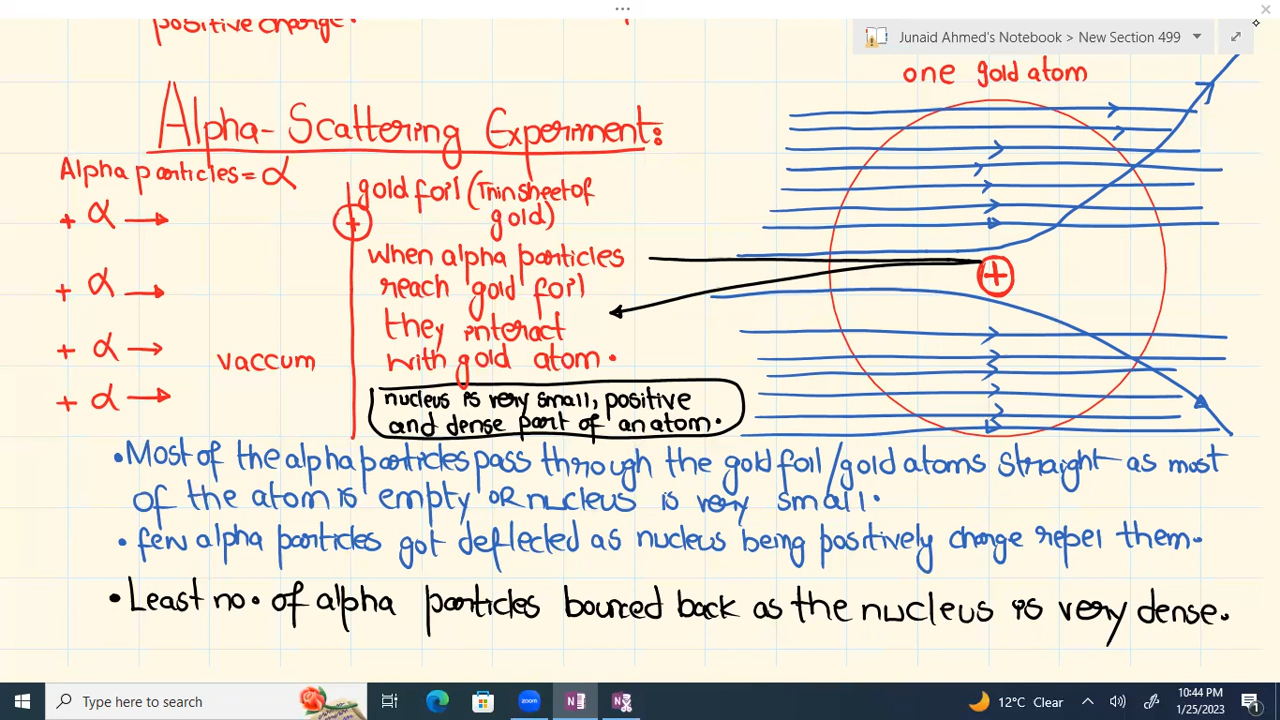 positive charge.
Junaid Ahmed's Notebook > New Section 499
one gold atom
Alpha-Scattering Experiment:
Alpha particles = α
gold foil (Thin sheet of
gold)
+ α →
+
when alpha particles
reach gold foil
+ α →
they interact
with gold atom.
+ α →
vaccum
+ α →
nucleus is very small, positive
and dense part of an atom.
+
• Most of the alpha particles pass through the gold foil/gold atoms straight as most
of the atom is empty OR nucleus is very small.
• few alpha particles got deflected as nucleus being positively charge repel them.
• Least no. of alpha particles bounced back as the nucleus is very dense.
Type here to search
zoom
12°C Clear
10:44 PM
1/25/2023
1